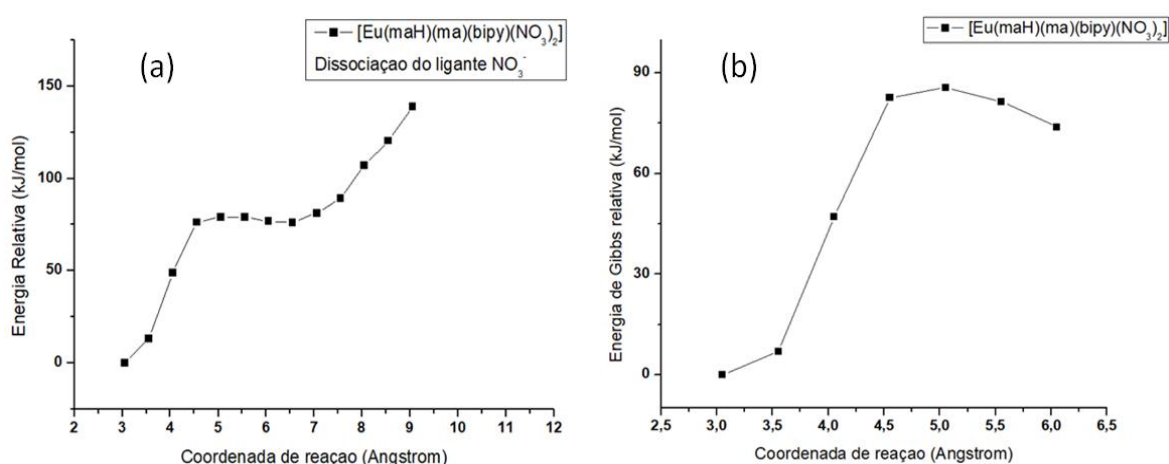 (a)
[Eu(maH)(ma)(bipy)(NO₃)₂]
Dissociaçao do ligante NO₃⁻
Energia Relativa (kJ/mol)
150
100
50
0
2 3 4 5 6 7 8 9 10 11 12
Coordenada de reaçao (Angstrom)
(b)
[Eu(maH)(ma)(bipy)(NO₃)₂]
Energia de Gibbs relativa (kJ/mol)
90
60
30
0
2,5 3,0 3,5 4,0 4,5 5,0 5,5 6,0 6,5
Coordenada de reaçao (Angstrom)